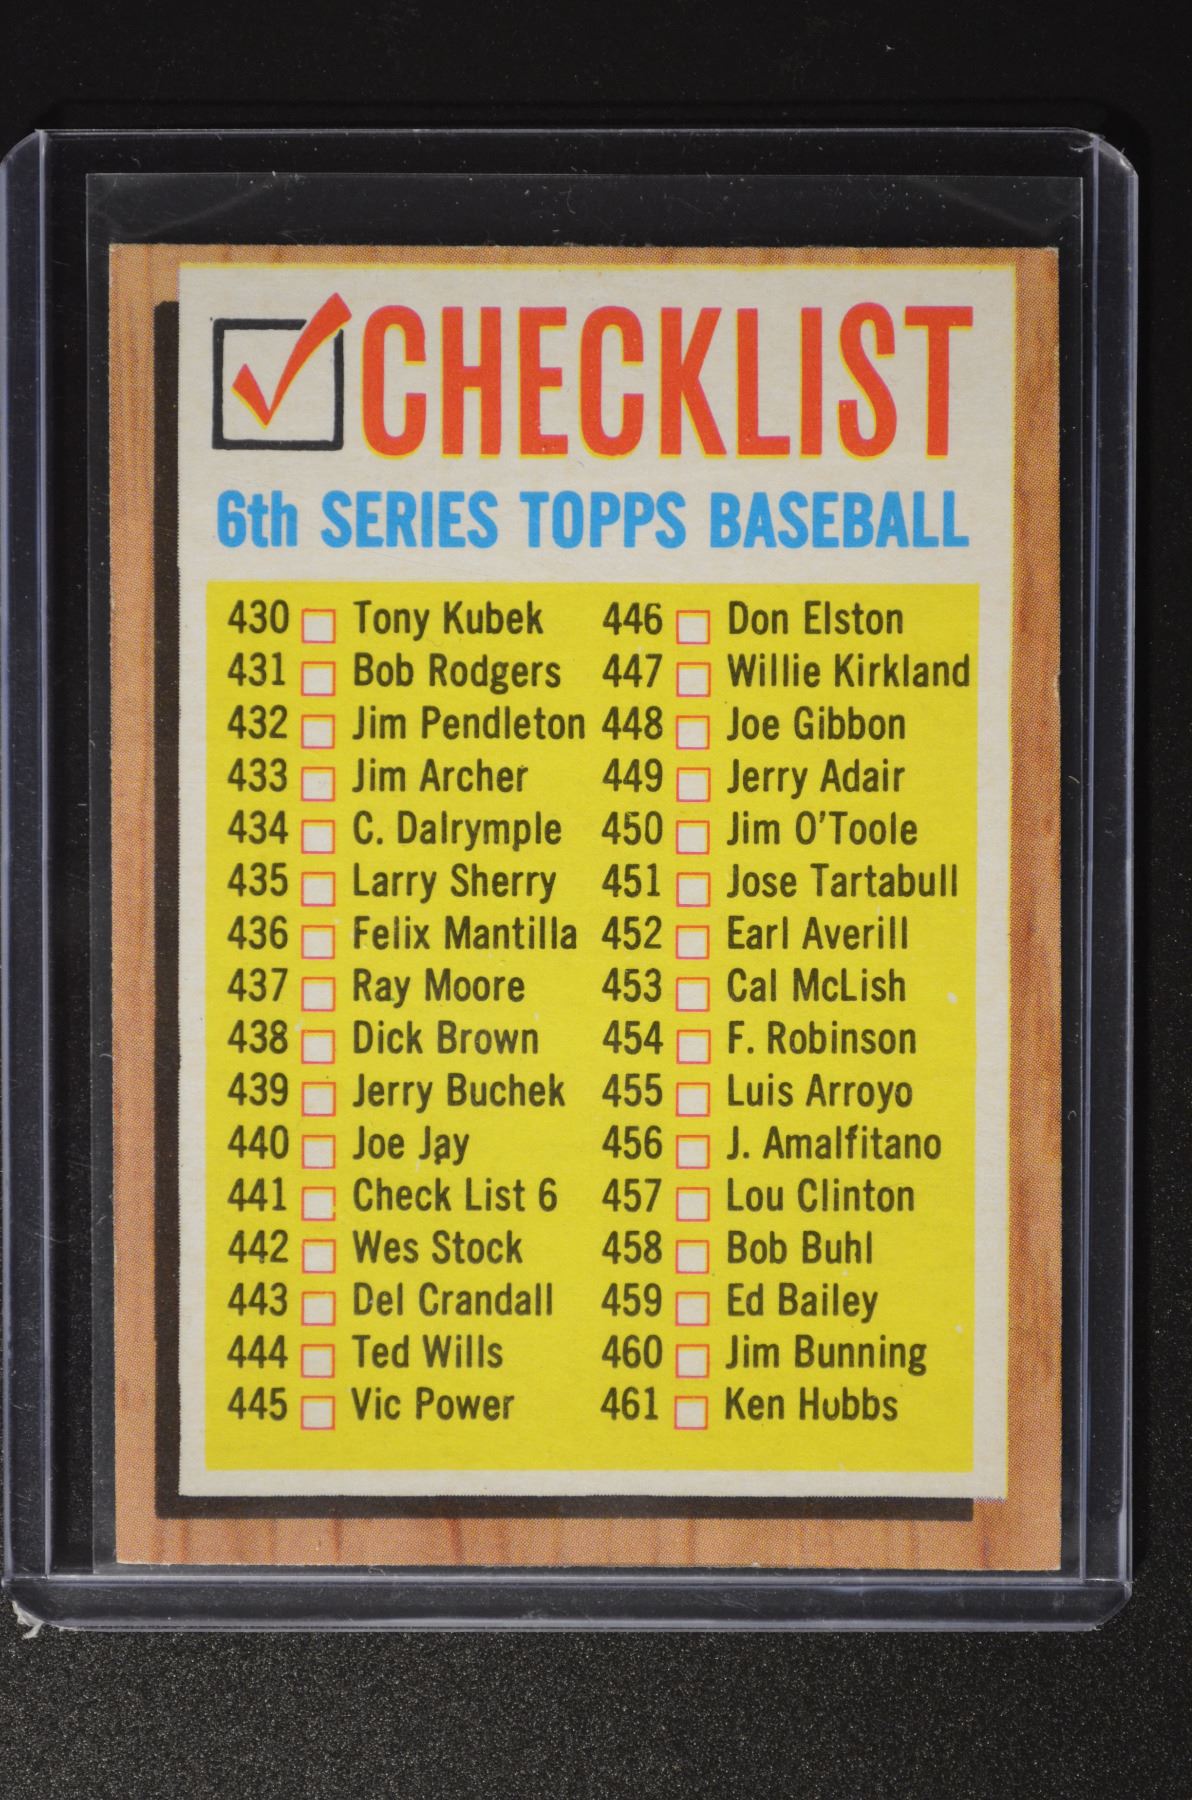 CHECKLIST
6th SERIES TOPPS BASEBALL
430 Tony Kubek
431 Bob Rodgers
432 Jim Pendleton
433 Jim Archer
434 C. Dalrymple
435 Larry Sherry
436 Felix Mantilla
437 Ray Moore
438 Dick Brown
439 Jerry Buchek
440 Joe Jay
441 Check List 6
442 Wes Stock
443 Del Crandall
444 Ted Wills
445 Vic Power
446 Don Elston
447 Willie Kirkland
448 Joe Gibbon
449 Jerry Adair
450 Jim O'Toole
451 Jose Tartabull
452 Earl Averill
453 Cal McLish
454 F. Robinson
455 Luis Arroyo
456 J. Amalfitano
457 Lou Clinton
458 Bob Buhl
459 Ed Bailey
460 Jim Bunning
461 Ken Hubbs